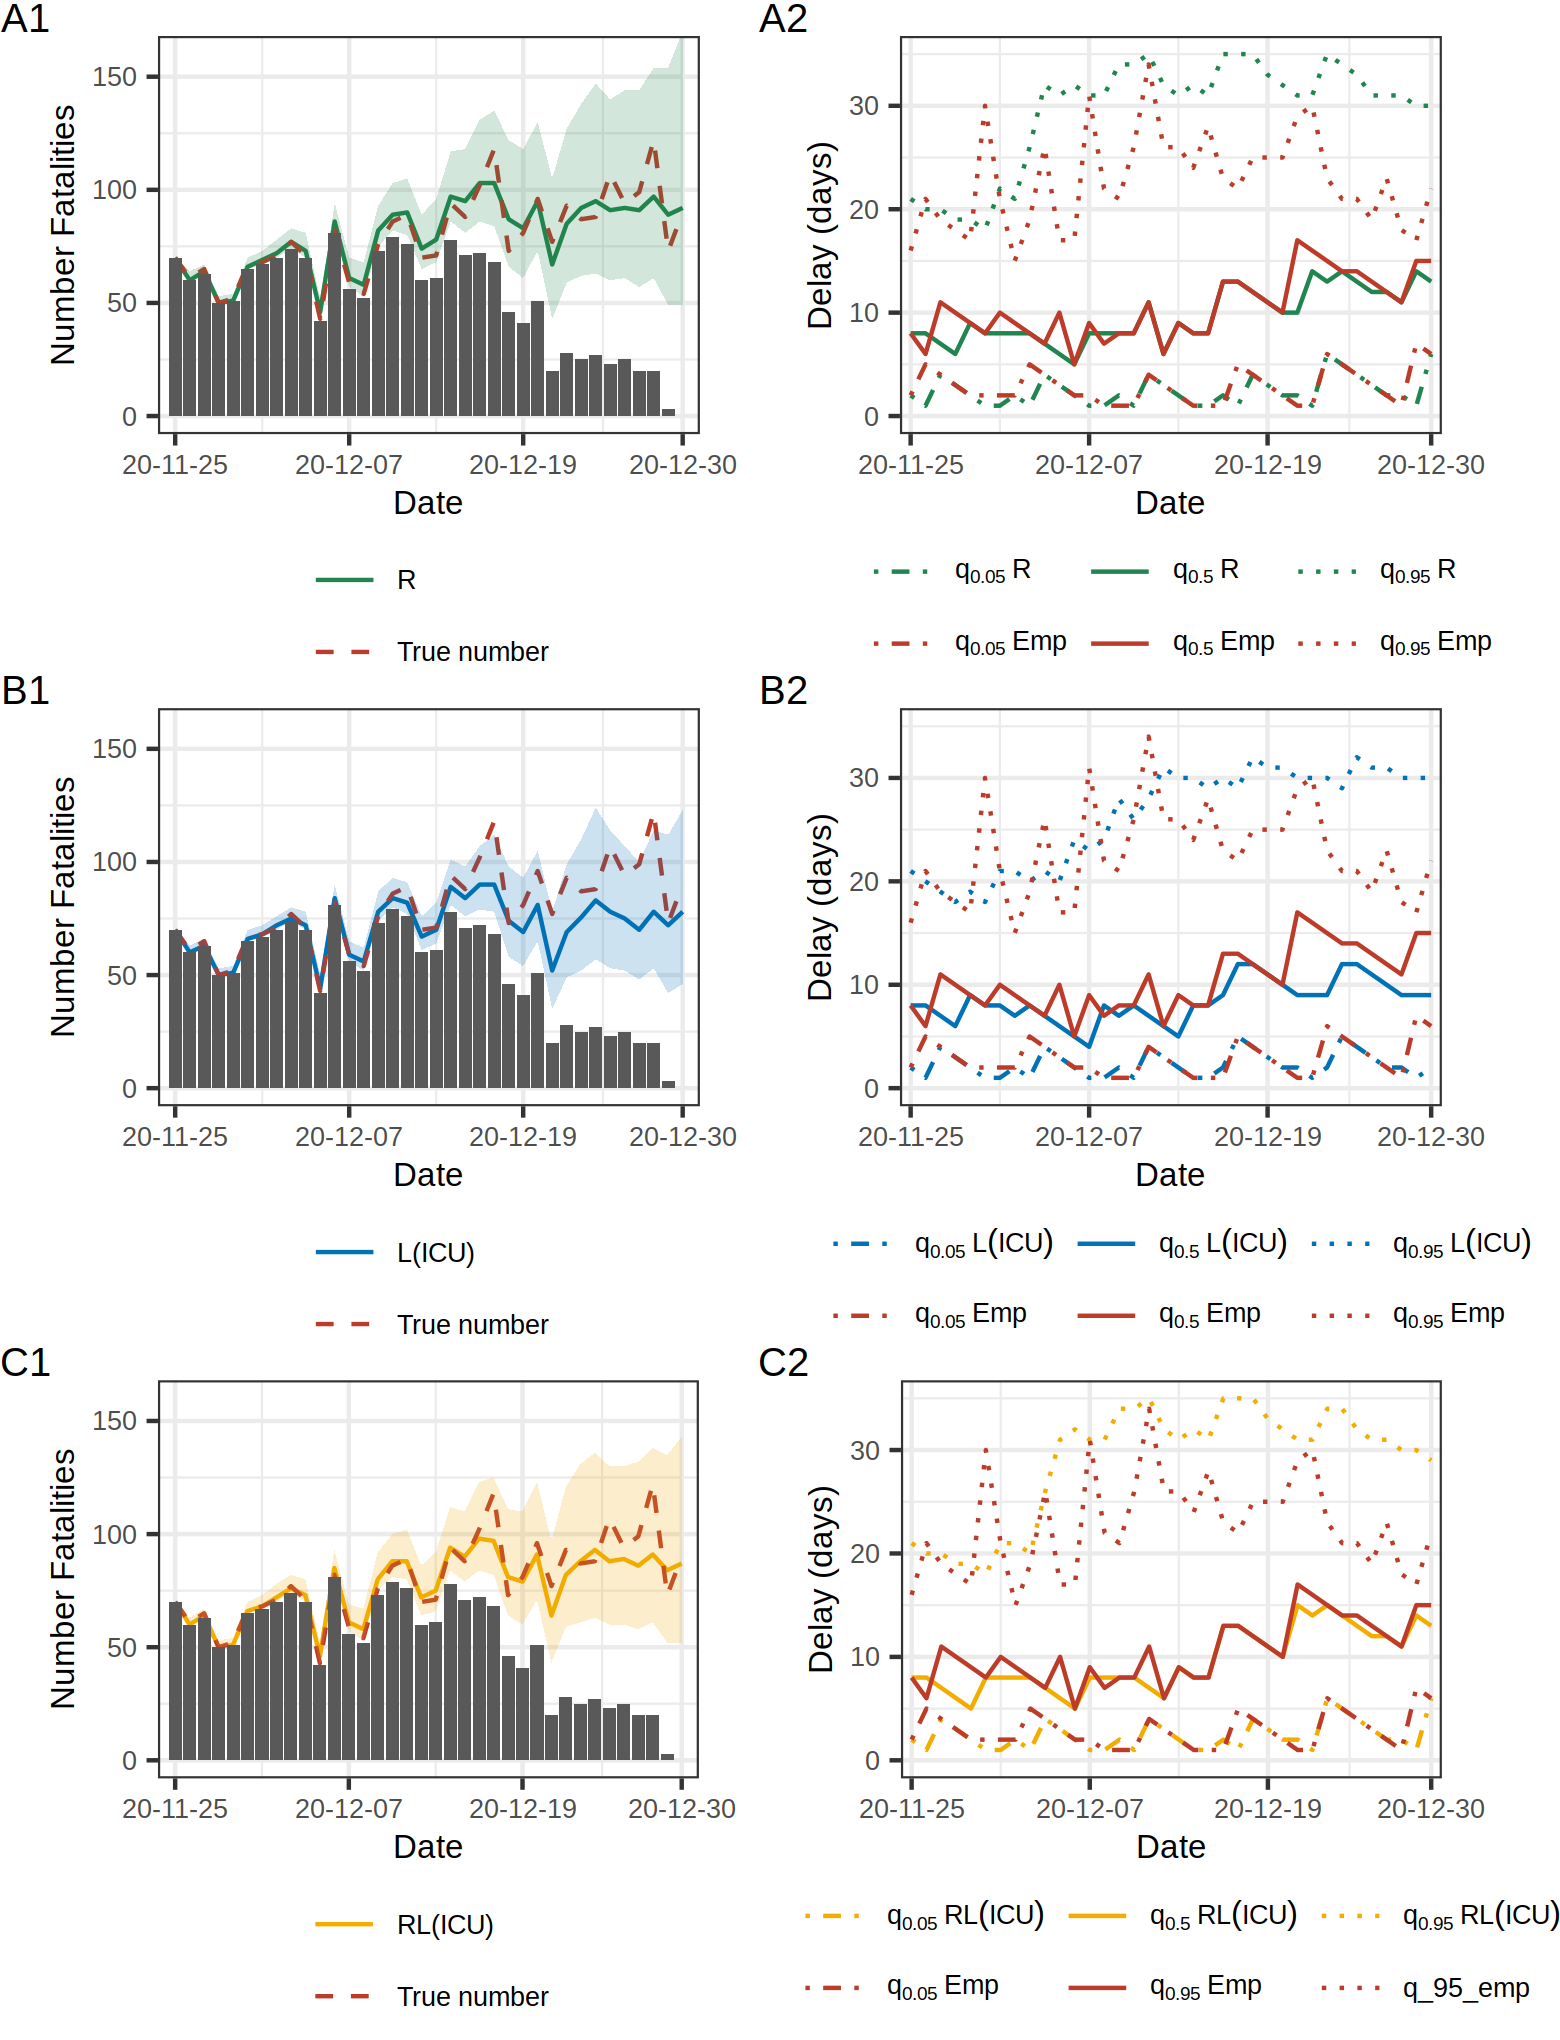 A1
A2
Number Fatalities
150
100
50
0
20-11-25
20-12-07
20-12-19
20-12-30
Date
R
True number
Delay (days)
30
20
10
0
20-11-25
20-12-07
20-12-19
20-12-30
Date
q0.05 R
q0.5 R
q0.95 R
q0.05 Emp
q0.5 Emp
q0.95 Emp
B1
B2
Number Fatalities
150
100
50
0
20-11-25
20-12-07
20-12-19
20-12-30
Date
L(ICU)
True number
Delay (days)
30
20
10
0
20-11-25
20-12-07
20-12-19
20-12-30
Date
q0.05 L(ICU)
q0.5 L(ICU)
q0.95 L(ICU)
q0.05 Emp
q0.5 Emp
q0.95 Emp
C1
C2
Number Fatalities
150
100
50
0
20-11-25
20-12-07
20-12-19
20-12-30
Date
RL(ICU)
True number
Delay (days)
30
20
10
0
20-11-25
20-12-07
20-12-19
20-12-30
Date
q0.05 RL(ICU)
q0.5 RL(ICU)
q0.95 RL(ICU)
q0.05 Emp
q0.95 Emp
q_95_emp